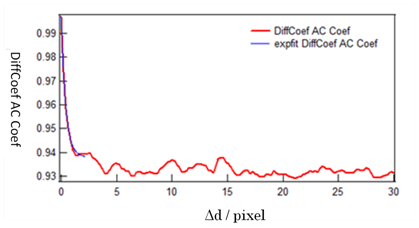 DiffCoef AC Coef
0.99
0.98
0.97
0.96
0.95
0.94
0.93
DiffCoef AC Coef
expfit DiffCoef AC Coef
0 5 10 15 20 25 30
Δd / pixel